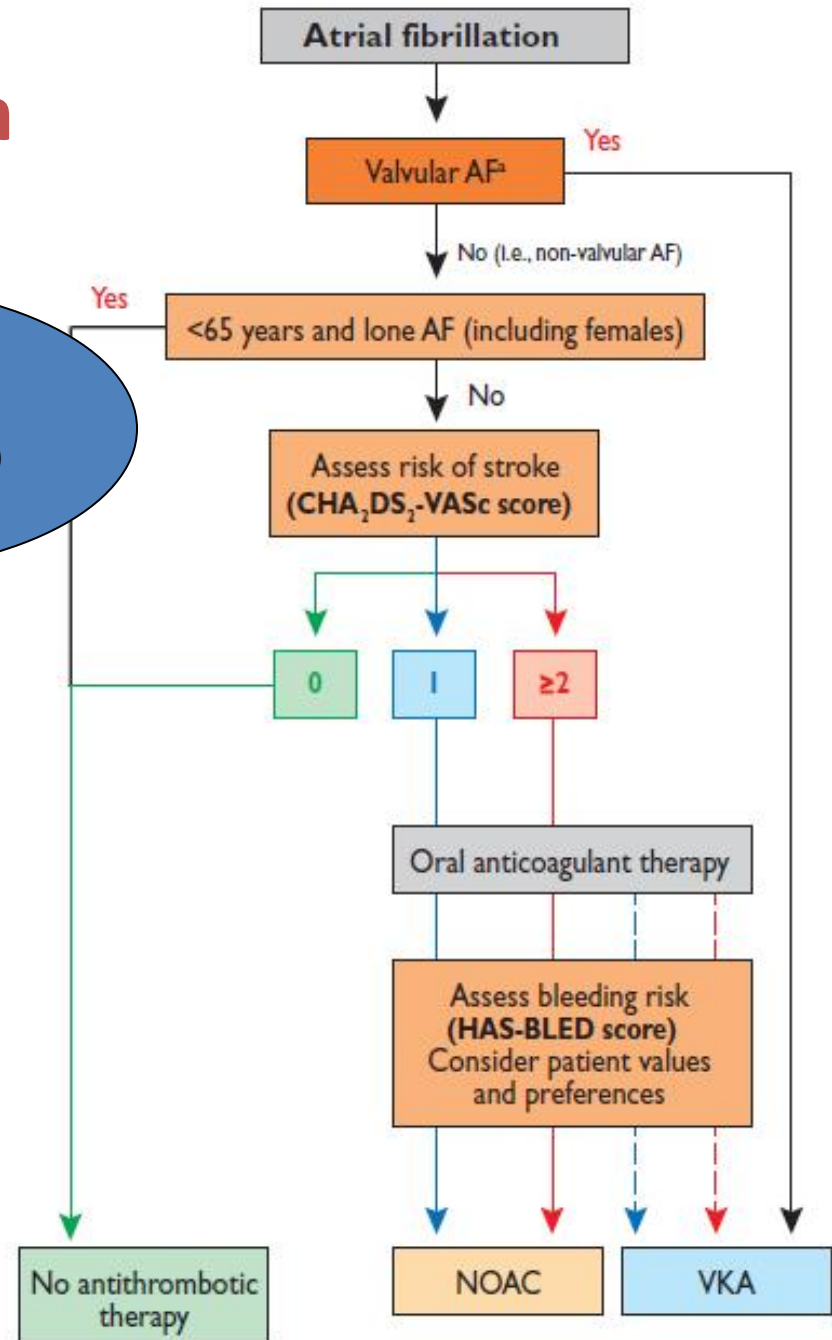 Atrial fibrillation
Valvular AFᵃ
Yes
No (i.e., non-valvular AF)
Yes
<65 years and lone AF (including females)
No
Assess risk of stroke
(CHA₂DS₂-VASc score)
0
1
≥2
Oral anticoagulant therapy
Assess bleeding risk
(HAS-BLED score)
Consider patient values
and preferences
No antithrombotic
therapy
NOAC
VKA